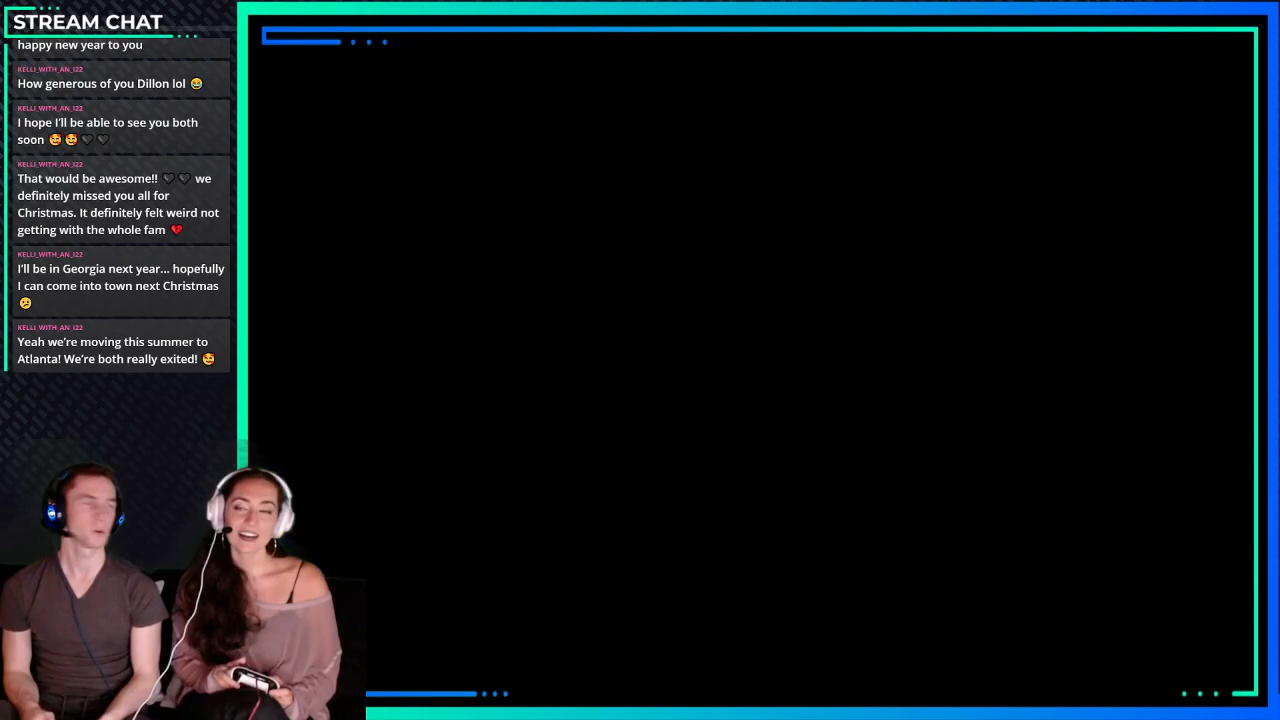 STREAM CHAT
happy new year to you
KELLI_WITH_AN_I22
How generous of you Dillon lol 😅
KELLI_WITH_AN_I22
I hope I'll be able to see you both
soon 🥰🥰🖤🖤
KELLI_WITH_AN_I22
That would be awesome!! 🖤🖤 we
definitely missed you all for
Christmas. It definitely felt weird not
getting with the whole fam 💔
KELLI_WITH_AN_I22
I'll be in Georgia next year... hopefully
I can come into town next Christmas
😕
KELLI_WITH_AN_I22
Yeah we're moving this summer to
Atlanta! We're both really exited! 🥰